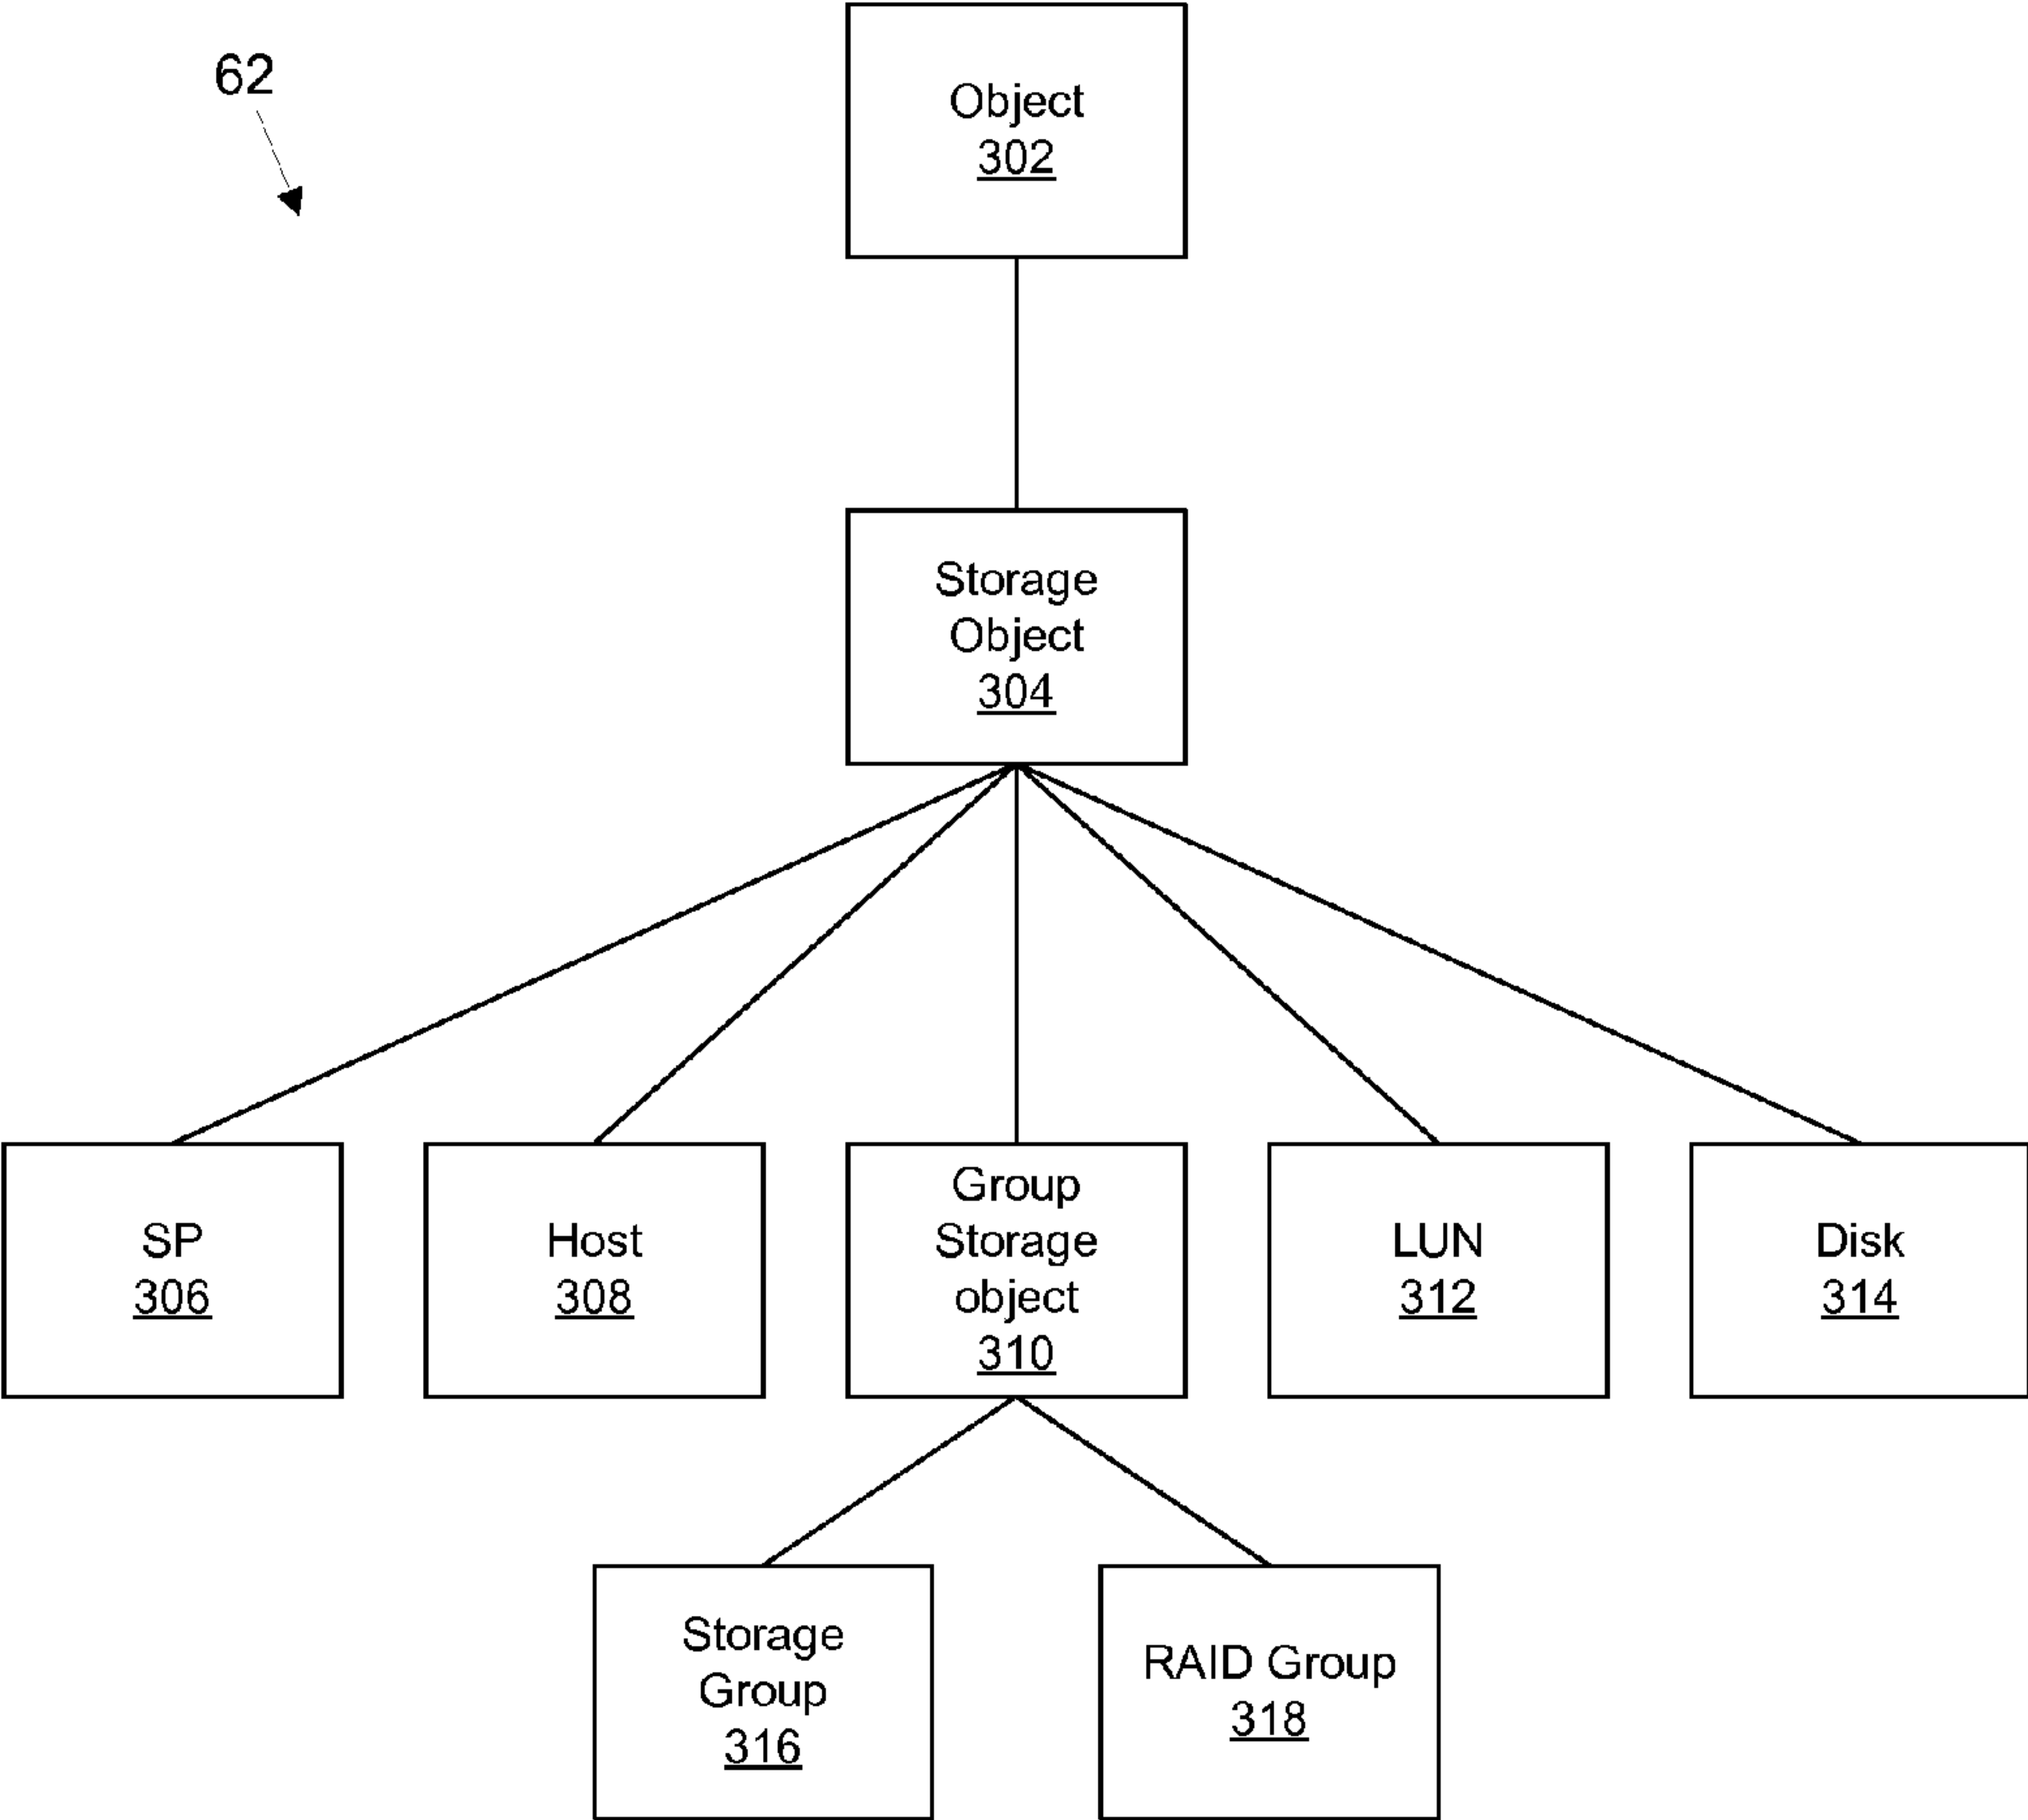 62
Object
302
Storage
Object
304
SP
306
Host
308
Group
Storage
object
310
LUN
312
Disk
314
Storage
Group
316
RAID Group
318